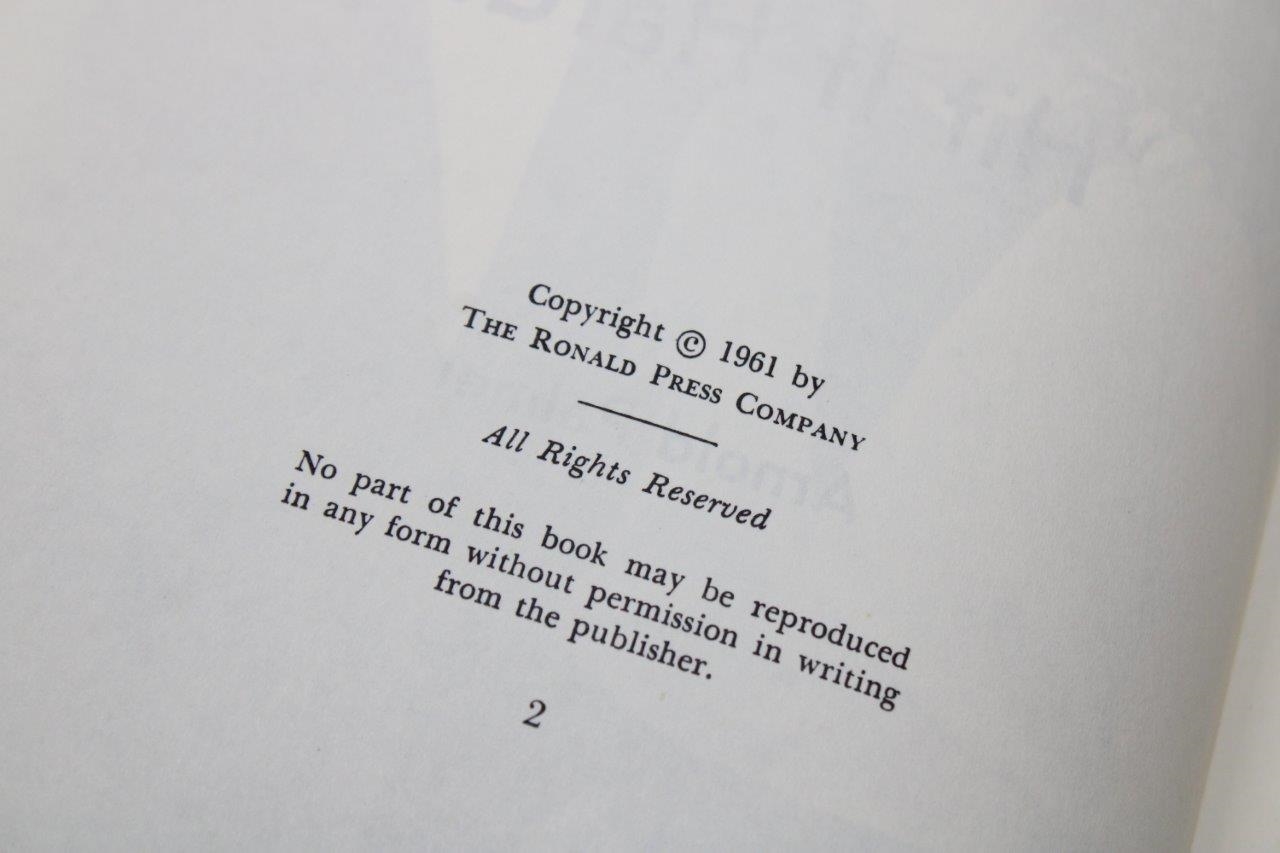 Copyright © 1961 by
THE RONALD PRESS COMPANY
All Rights Reserved
No part of this book may be reproduced
in any form without permission in writing
from the publisher.
2